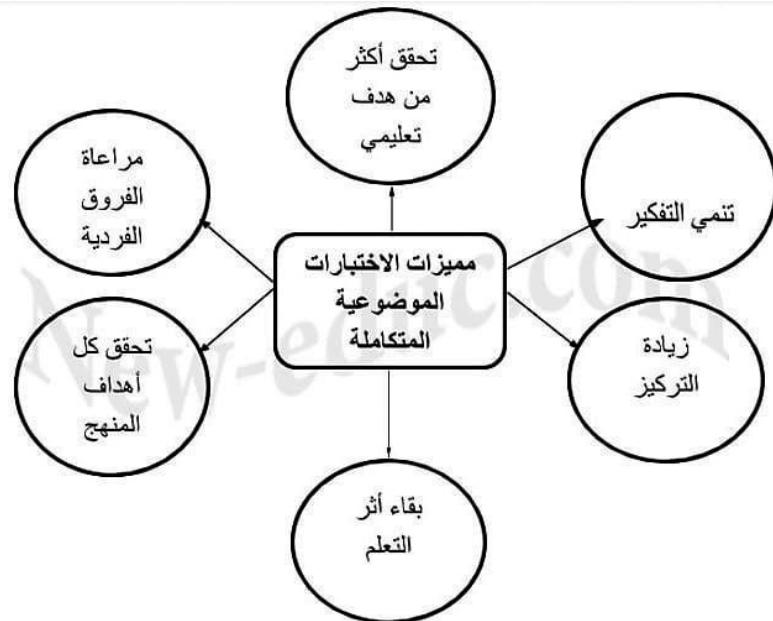 تحقق أكثر
من هدف
تعليمي
مراعاة
الفروق
الفردية
تنمي التفكير
مميزات الاختبارات
الموضوعية
المتكاملة
تحقق كل
أهداف
المنهج
زيادة
التركيز
بقاء أثر
التعلم
New-educ.com